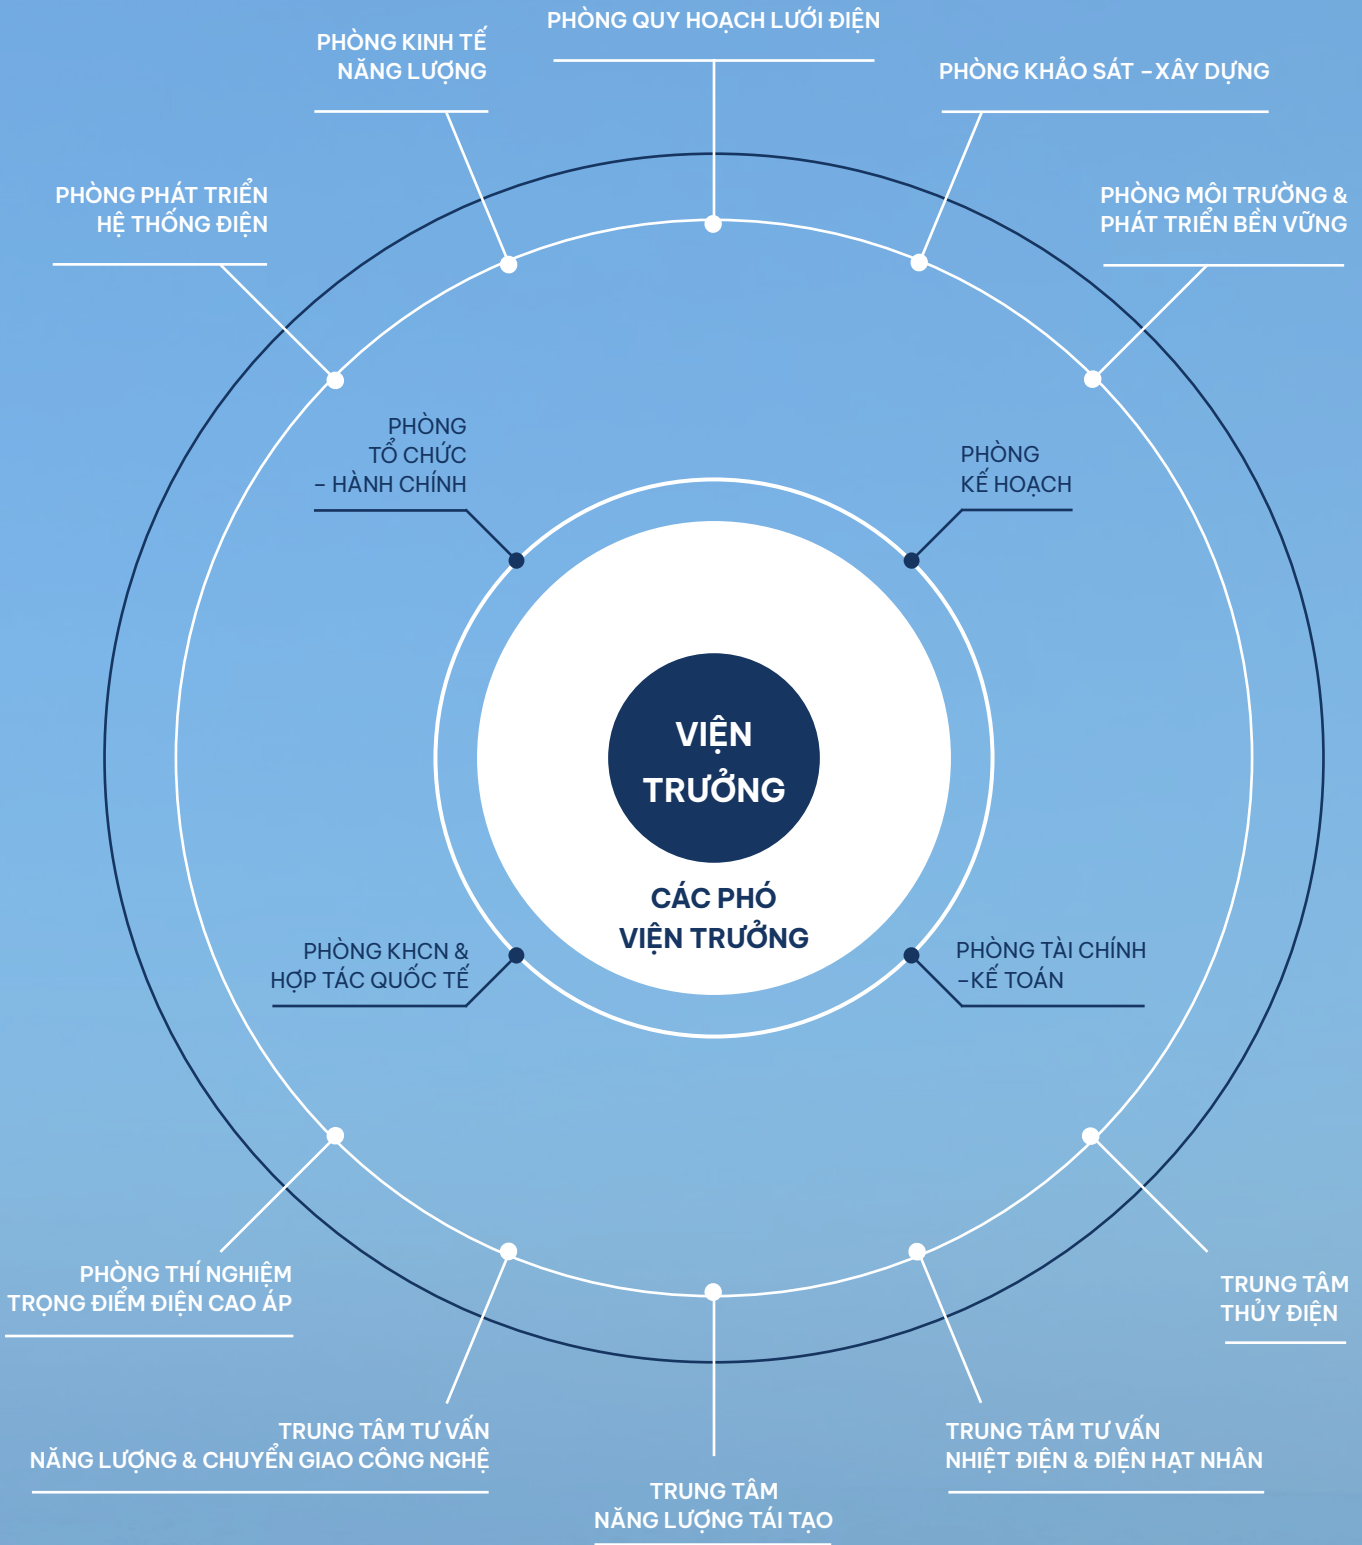 PHÒNG QUY HOẠCH LƯỚI ĐIỆN
PHÒNG KINH TẾ
NĂNG LƯỢNG
PHÒNG KHẢO SÁT -XÂY DỰNG
PHÒNG PHÁT TRIỂN
HỆ THỐNG ĐIỆN
PHÒNG MÔI TRƯỜNG &
PHÁT TRIỂN BỀN VỮNG
PHÒNG
TỔ CHỨC
- HÀNH CHÍNH
PHÒNG
KẾ HOẠCH
VIỆN
TRƯỞNG
CÁC PHÓ
VIỆN TRƯỞNG
PHÒNG KHCN &
HỢP TÁC QUỐC TẾ
PHÒNG TÀI CHÍNH
-KẾ TOÁN
PHÒNG THÍ NGHIỆM
TRỌNG ĐIỂM ĐIỆN CAO ÁP
TRUNG TÂM
THỦY ĐIỆN
TRUNG TÂM TƯ VẤN
NĂNG LƯỢNG & CHUYỂN GIAO CÔNG NGHỆ
TRUNG TÂM TƯ VẤN
NHIỆT ĐIỆN & ĐIỆN HẠT NHÂN
TRUNG TÂM
NĂNG LƯỢNG TÁI TẠO